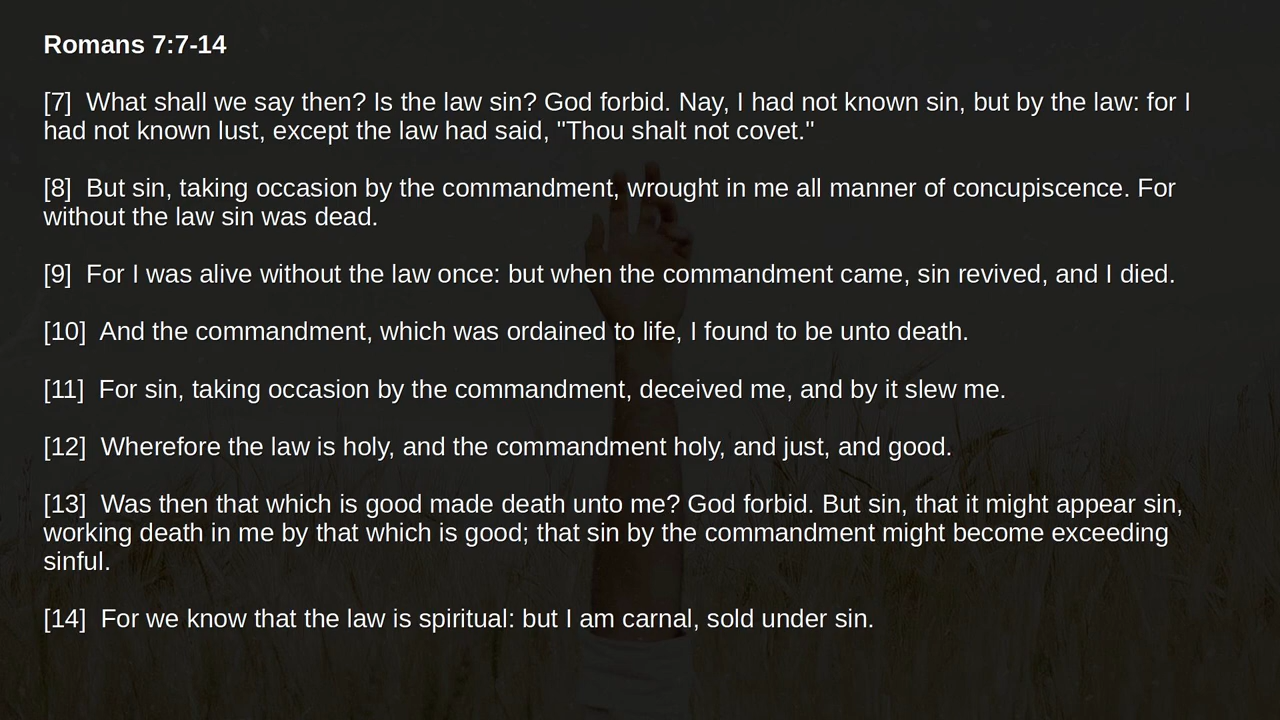 Romans 7:7-14
[7]  What shall we say then? Is the law sin? God forbid. Nay, I had not known sin, but by the law: for I
had not known lust, except the law had said, "Thou shalt not covet."
[8]  But sin, taking occasion by the commandment, wrought in me all manner of concupiscence. For
without the law sin was dead.
[9]  For I was alive without the law once: but when the commandment came, sin revived, and I died.
[10]  And the commandment, which was ordained to life, I found to be unto death.
[11]  For sin, taking occasion by the commandment, deceived me, and by it slew me.
[12]  Wherefore the law is holy, and the commandment holy, and just, and good.
[13]  Was then that which is good made death unto me? God forbid. But sin, that it might appear sin,
working death in me by that which is good; that sin by the commandment might become exceeding
sinful.
[14]  For we know that the law is spiritual: but I am carnal, sold under sin.